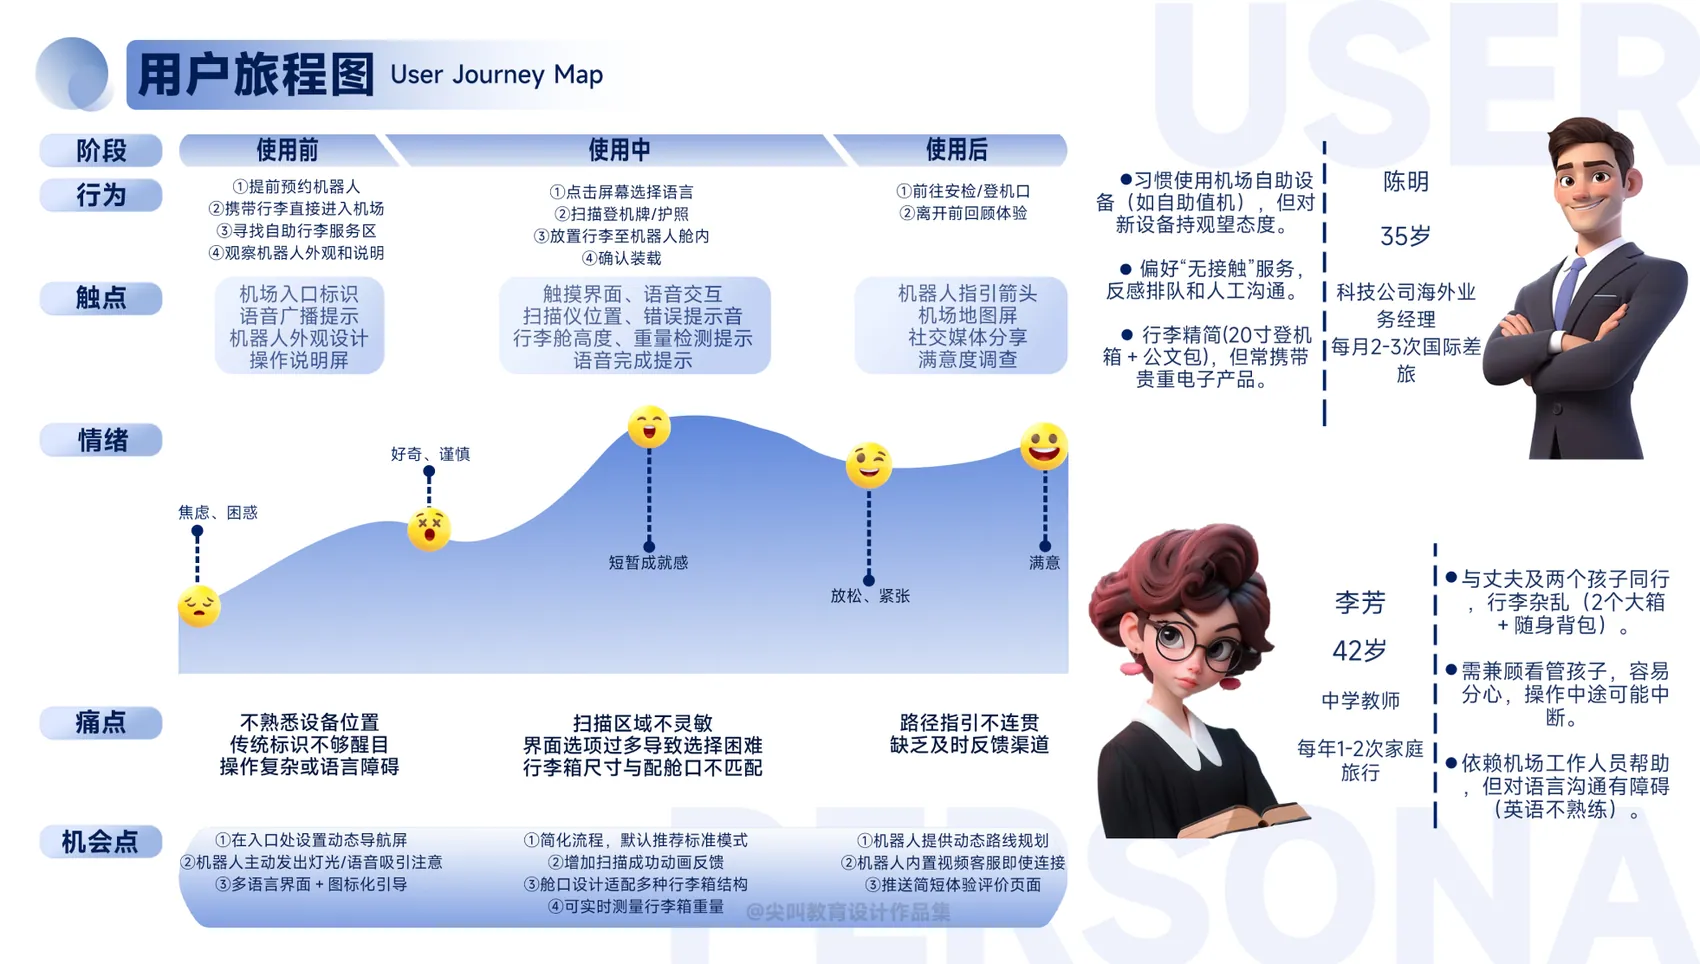 USER
用户旅程图 User Journey Map
阶段
使用前
使用中
使用后
行为
①提前预约机器人
②携带行李直接进入机场
③寻找自助行李服务区
④观察机器人外观和说明
①点击屏幕选择语言
②扫描登机牌/护照
③放置行李至机器人舱内
④确认装载
①前往安检/登机口
②离开前回顾体验
触点
机场入口标识
语音广播提示
机器人外观设计
操作说明屏
触摸界面、语音交互
扫描仪位置、错误提示音
行李舱高度、重量检测提示
语音完成提示
机器人指引箭头
机场地图屏
社交媒体分享
满意度调查
情绪
焦虑、困惑
好奇、谨慎
短暂成就感
放松、紧张
满意
痛点
不熟悉设备位置
传统标识不够醒目
操作复杂或语言障碍
扫描区域不灵敏
界面选项过多导致选择困难
行李箱尺寸与配舱口不匹配
路径指引不连贯
缺乏及时反馈渠道
机会点
①在入口处设置动态导航屏
②机器人主动发出灯光/语音吸引注意
③多语言界面+图标化引导
①简化流程，默认推荐标准模式
②增加扫描成功动画反馈
③舱口设计适配多种行李箱结构
④可实时测量行李箱重量
①机器人提供动态路线规划
②机器人内置视频客服即使连接
③推送简短体验评价页面
@尖叫教育设计作品集
●习惯使用机场自助设
备（如自助值机），但对
新设备持观望态度。
● 偏好“无接触”服务，
反感排队和人工沟通。
● 行李精简(20寸登机
箱+公文包)，但常携带
贵重电子产品。
陈明
35岁
科技公司海外业
务经理
每月2-3次国际差
旅
李芳
42岁
中学教师
每年1-2次家庭
旅行
●与丈夫及两个孩子同行
，行李杂乱（2个大箱
+随身背包）。
●需兼顾看管孩子，容易
分心，操作中途可能中
断。
●依赖机场工作人员帮助
，但对语言沟通有障碍
（英语不熟练）。
PERSONA